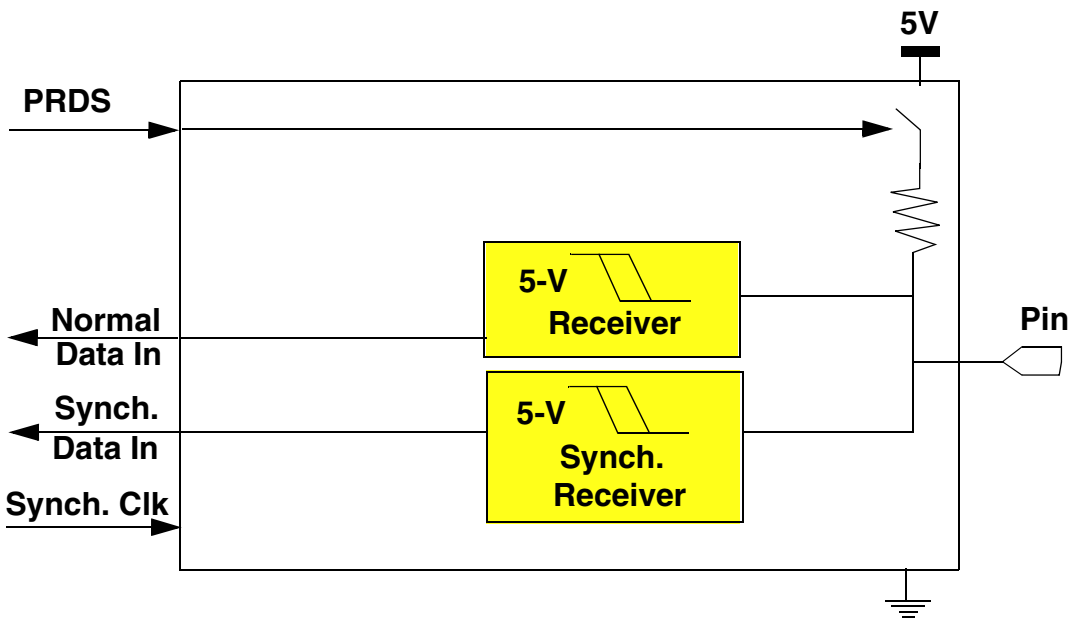 5V
PRDS
5-V
Receiver
Normal
Data In
Pin
5-V
Synch.
Receiver
Synch.
Data In
Synch. Clk